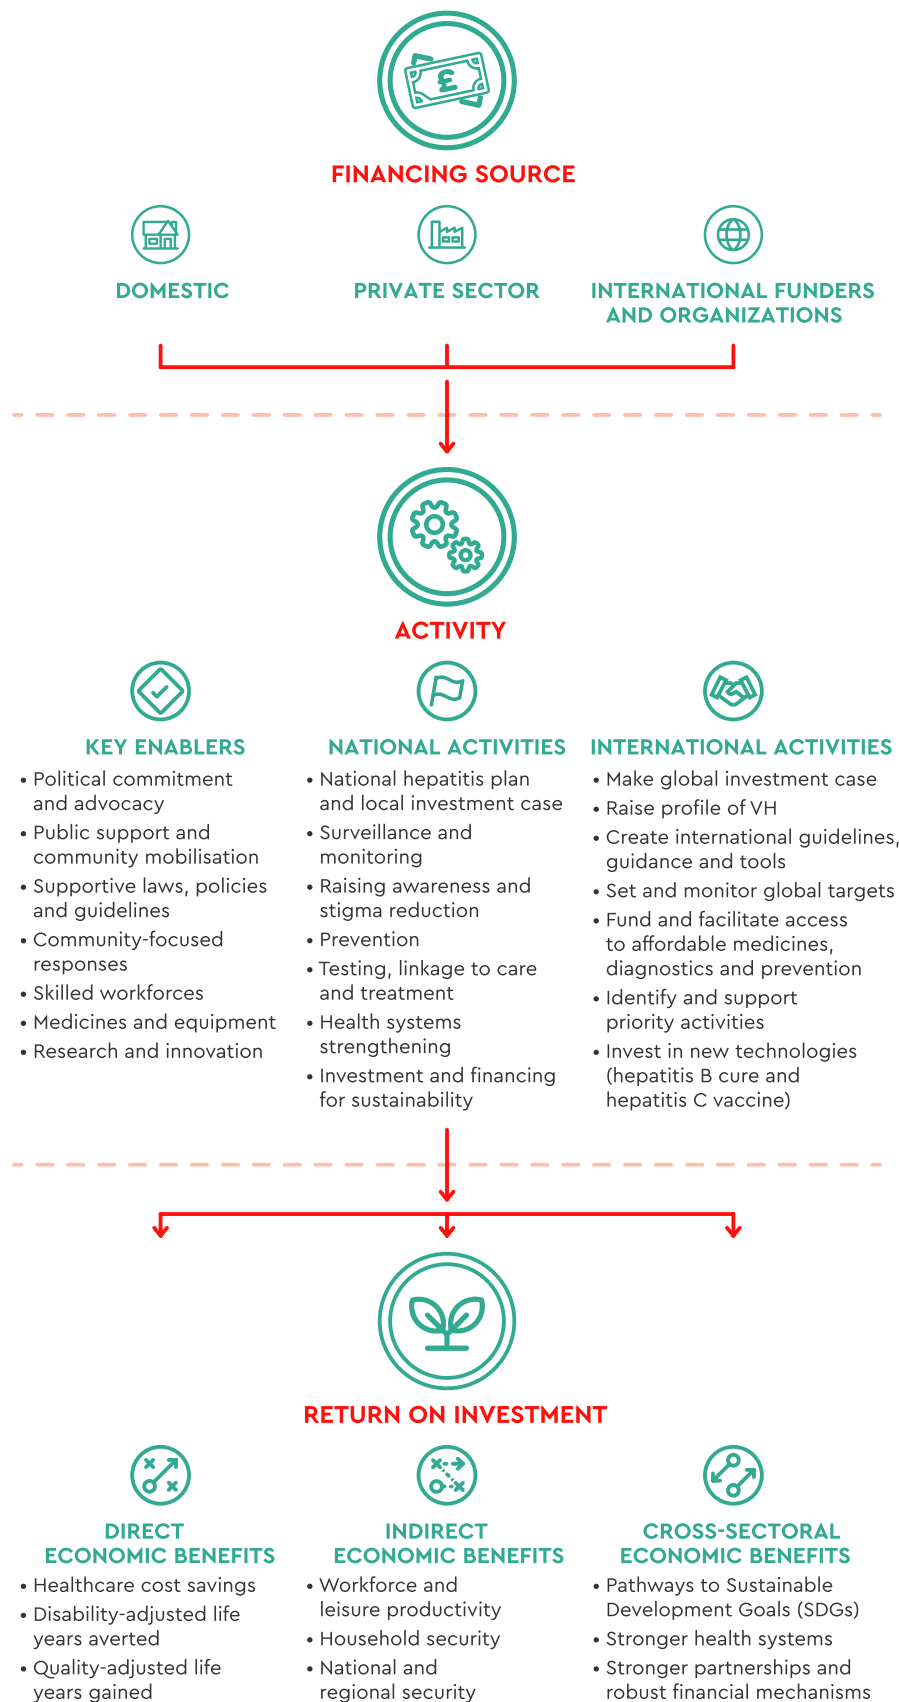 £
FINANCING SOURCE
DOMESTIC
PRIVATE SECTOR
INTERNATIONAL FUNDERS
AND ORGANIZATIONS
ACTIVITY
KEY ENABLERS
• Political commitment
and advocacy
• Public support and
community mobilisation
• Supportive laws, policies
and guidelines
• Community-focused
responses
• Skilled workforces
• Medicines and equipment
• Research and innovation
NATIONAL ACTIVITIES
• National hepatitis plan
and local investment case
• Surveillance and
monitoring
• Raising awareness and
stigma reduction
• Prevention
• Testing, linkage to care
and treatment
• Health systems
strengthening
• Investment and financing
for sustainability
INTERNATIONAL ACTIVITIES
• Make global investment case
• Raise profile of VH
• Create international guidelines,
guidance and tools
• Set and monitor global targets
• Fund and facilitate access
to affordable medicines,
diagnostics and prevention
• Identify and support
priority activities
• Invest in new technologies
(hepatitis B cure and
hepatitis C vaccine)
RETURN ON INVESTMENT
DIRECT
ECONOMIC BENEFITS
• Healthcare cost savings
• Disability-adjusted life
years averted
• Quality-adjusted life
years gained
INDIRECT
ECONOMIC BENEFITS
• Workforce and
leisure productivity
• Household security
• National and
regional security
CROSS-SECTORAL
ECONOMIC BENEFITS
• Pathways to Sustainable
Development Goals (SDGs)
• Stronger health systems
• Stronger partnerships and
robust financial mechanisms